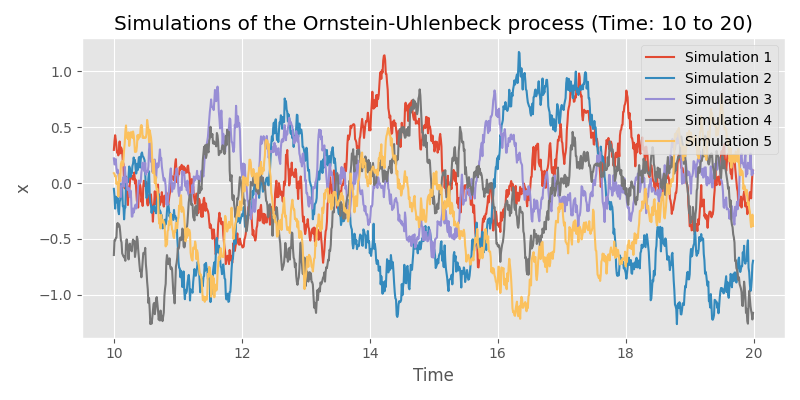 Simulations of the Ornstein-Uhlenbeck process (Time: 10 to 20)
Simulation 1
Simulation 2
Simulation 3
Simulation 4
Simulation 5
1.0
0.5
0.0
−0.5
−1.0
x
10 12 14 16 18 20
Time